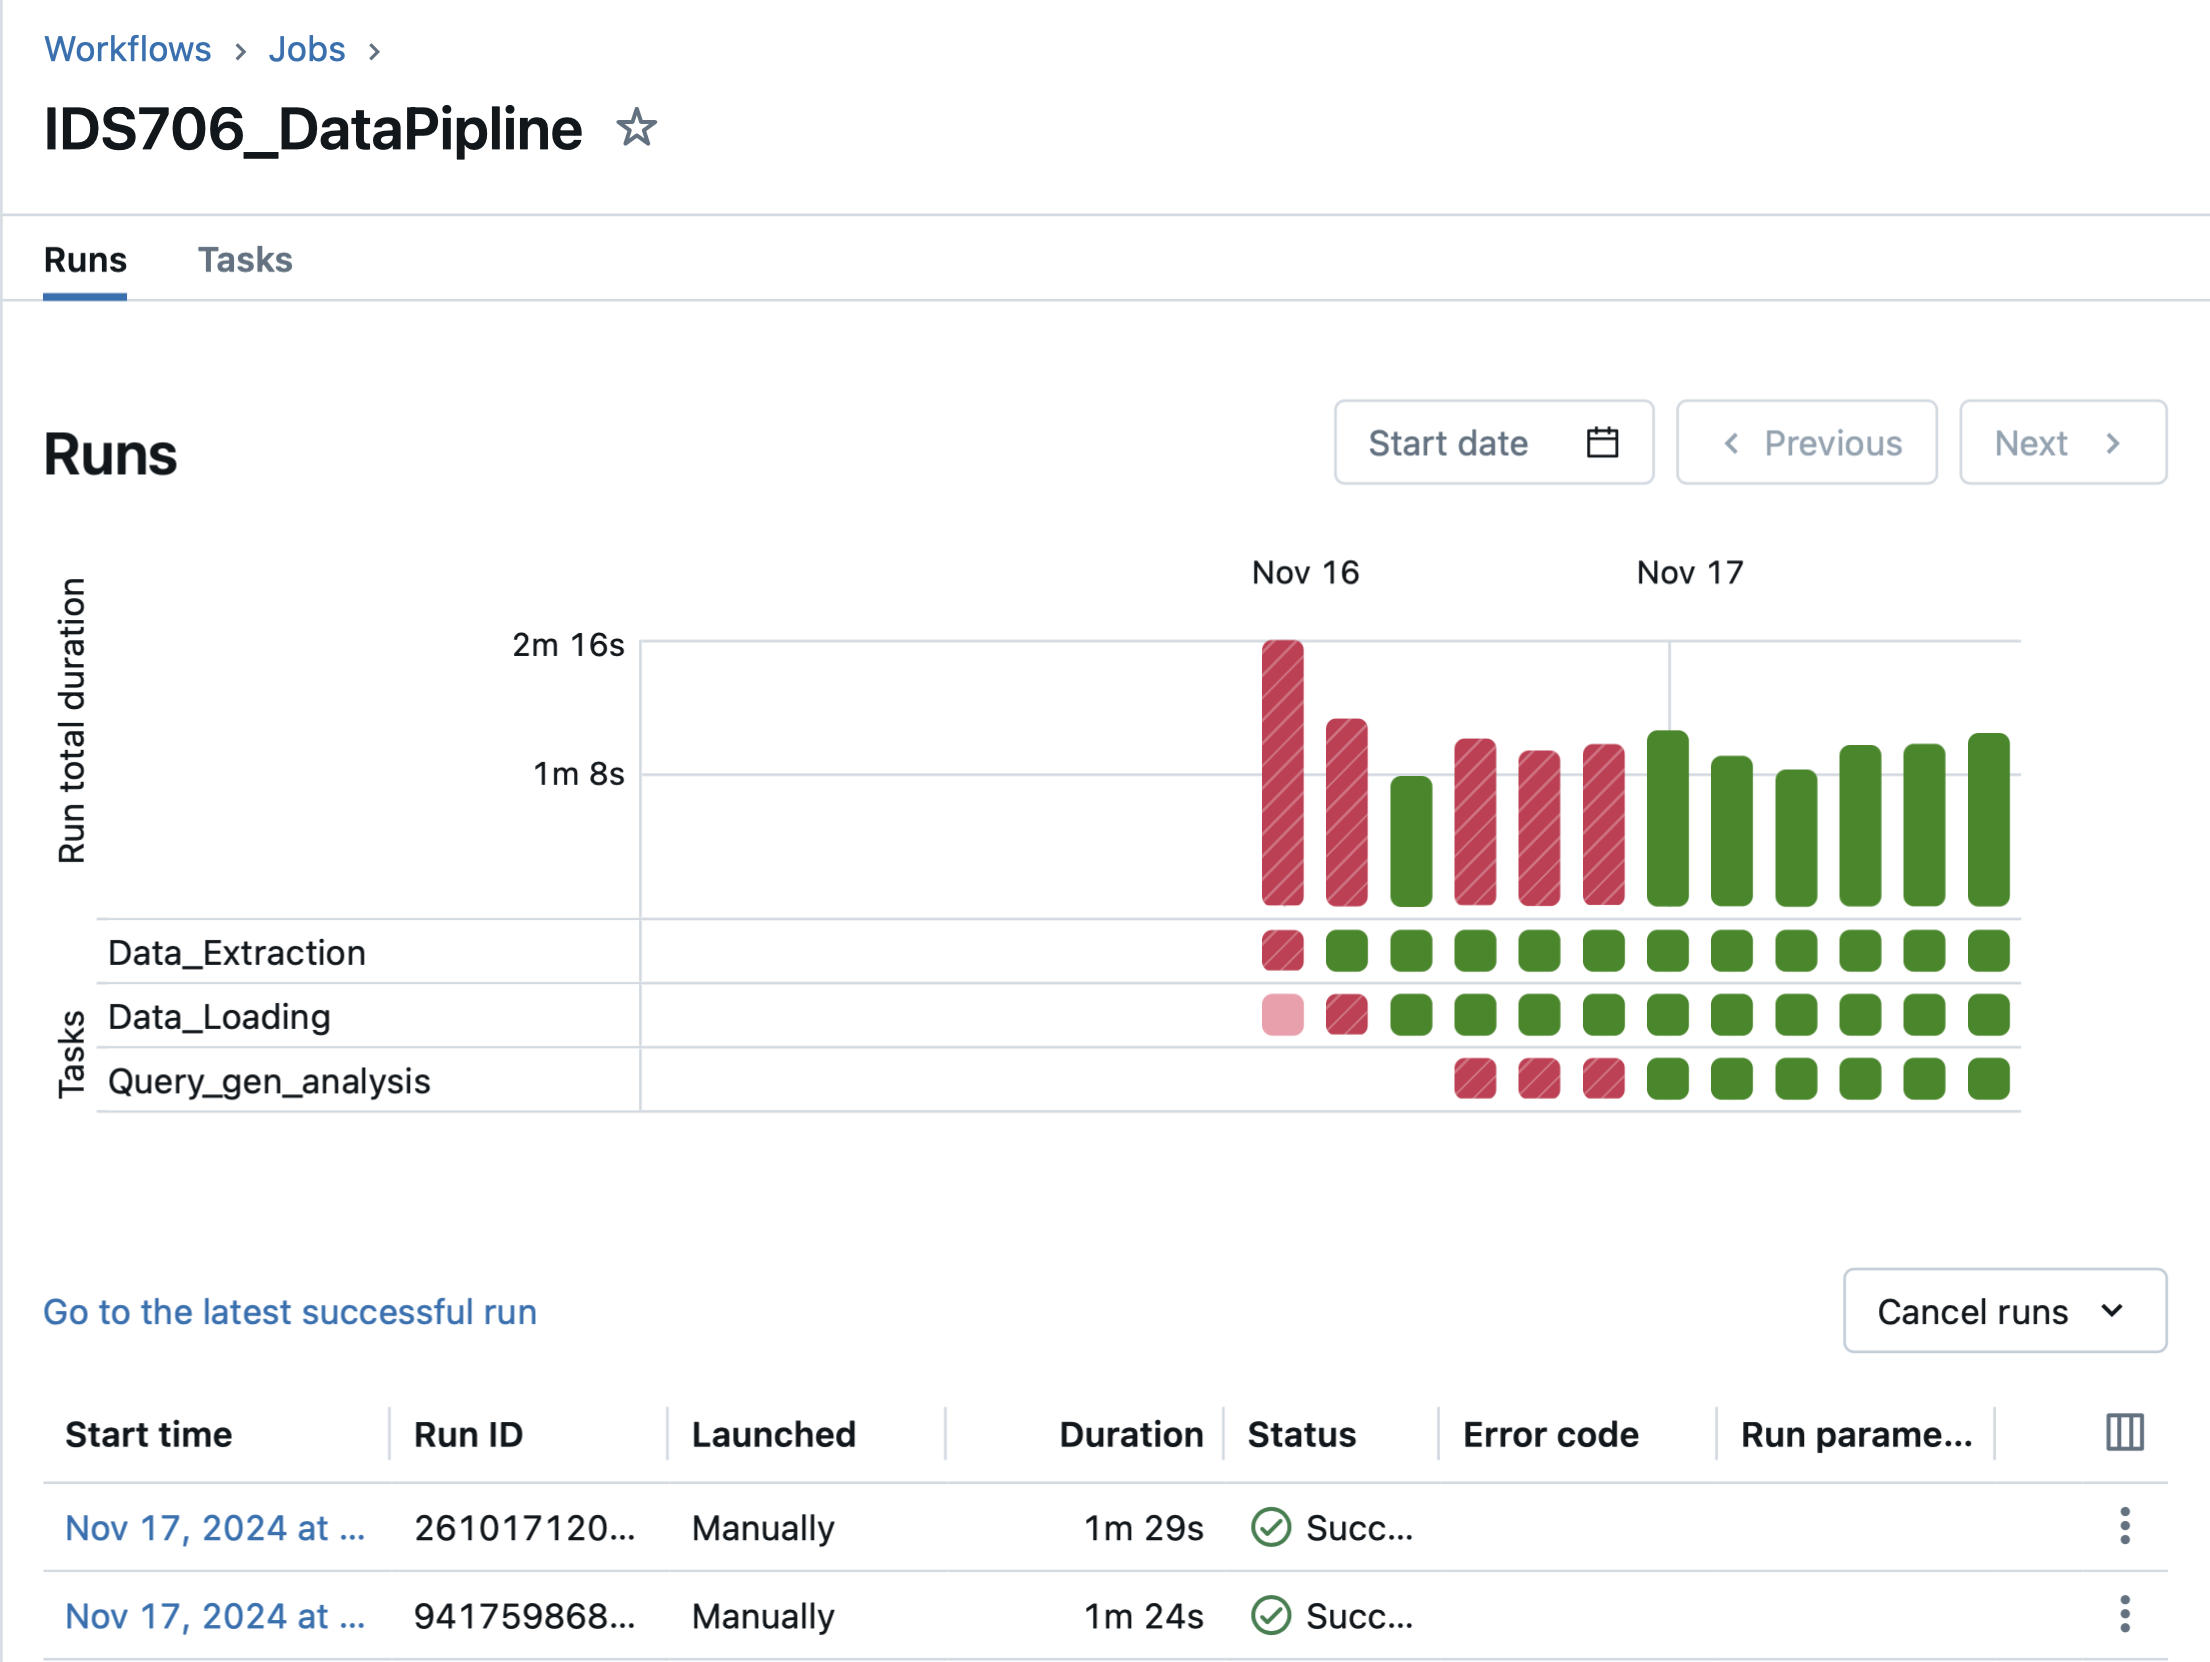 Workflows > Jobs >
IDS706_DataPipline
Runs Tasks
Runs
Start date < Previous Next >
Nov 16 Nov 17
Run total duration
2m 16s
1m 8s
Tasks
Data_Extraction
Data_Loading
Query_gen_analysis
Go to the latest successful run
Cancel runs
Start time Run ID Launched Duration Status Error code Run parame...
Nov 17, 2024 at ... 261017120... Manually 1m 29s Succ...
Nov 17, 2024 at ... 941759868... Manually 1m 24s Succ...